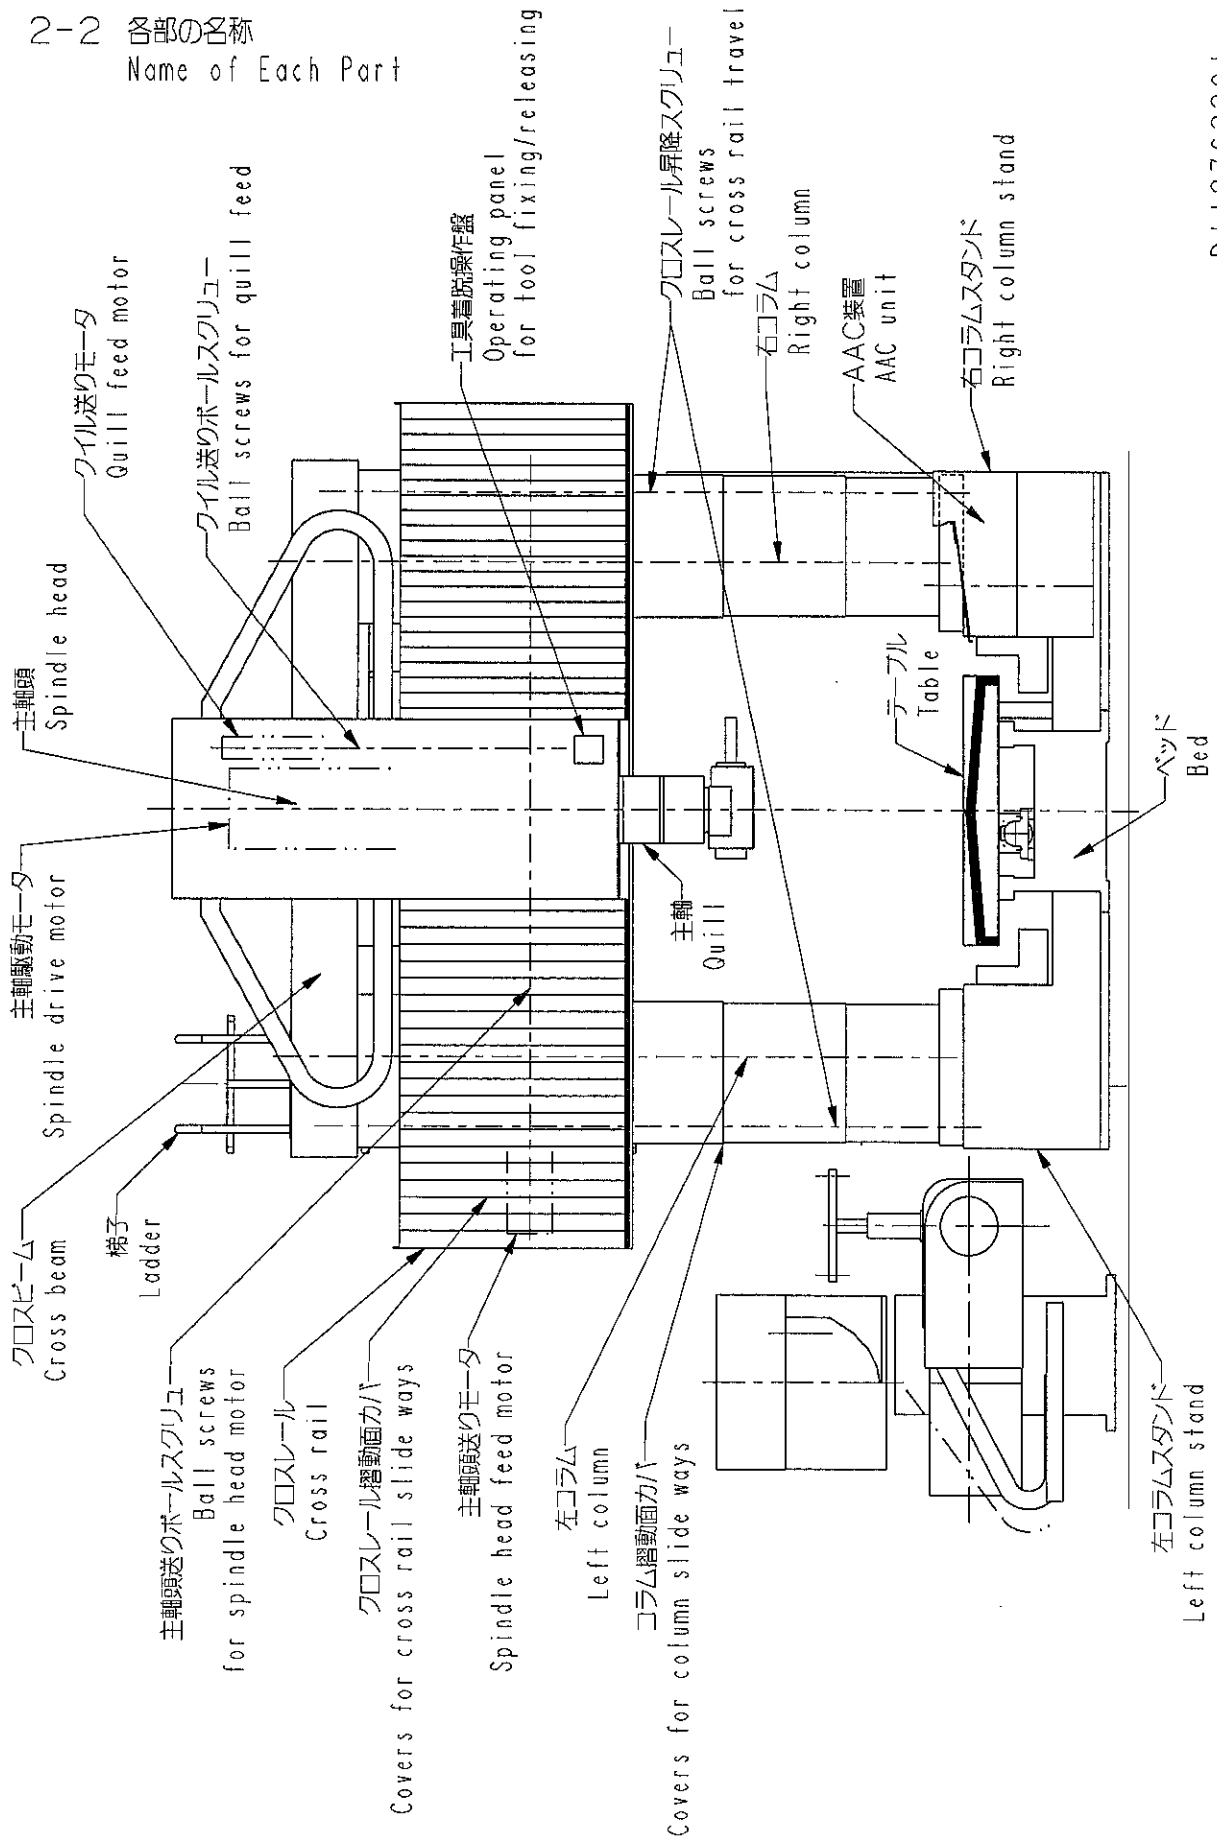 2-2 各部の名称
Name of Each Part
クロスビーム
Cross beam
梯子
Ladder
主軸駆動モータ
Spindle drive motor
主軸頭
Spindle head
クイル送りモータ
Quill feed motor
クイル送りボールスクリュー
Ball screws for quill feed
工具着脱操作盤
Operating panel
for tool fixing/releasing
クロスレール昇降スクリュー
Ball screws
for cross rail travel
右コラム
Right column
AAC装置
AAC unit
右コラムスタンド
Right column stand
主軸頭送りボールスクリュー
Ball screws
for spindle head motor
クロスレール
Cross rail
クロスレール摺動面カバー
Covers for cross rail slide ways
主軸頭送りモータ
Spindle head feed motor
左コラム
Left column
コラム摺動面カバー
Covers for column slide ways
主軸
Quill
テーブル
Table
ベッド
Bed
左コラムスタンド
Left column stand